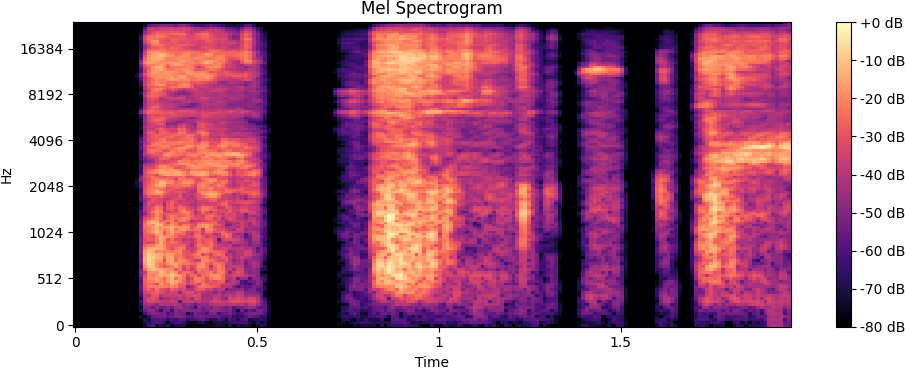 Mel Spectrogram
16384
8192
4096
2048
1024
512
0
Hz
0
0.5
1
1.5
Time
+0 dB
-10 dB
-20 dB
-30 dB
-40 dB
-50 dB
-60 dB
-70 dB
-80 dB